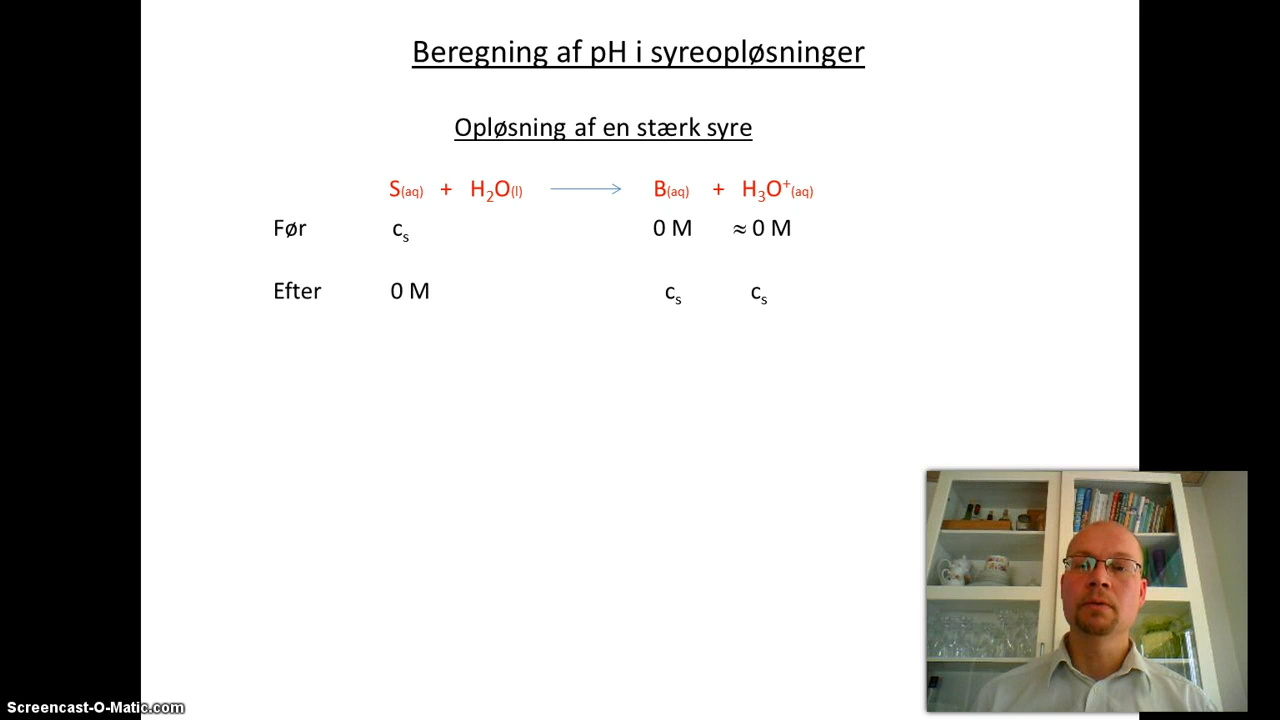 Beregning af pH i syreopløsninger
Opløsning af en stærk syre
S(aq) + H₂O(l) ⟶ B(aq) + H₃O⁺(aq)
Før cₛ 0 M ≈ 0 M
Efter 0 M cₛ cₛ
Screencast-O-Matic.com